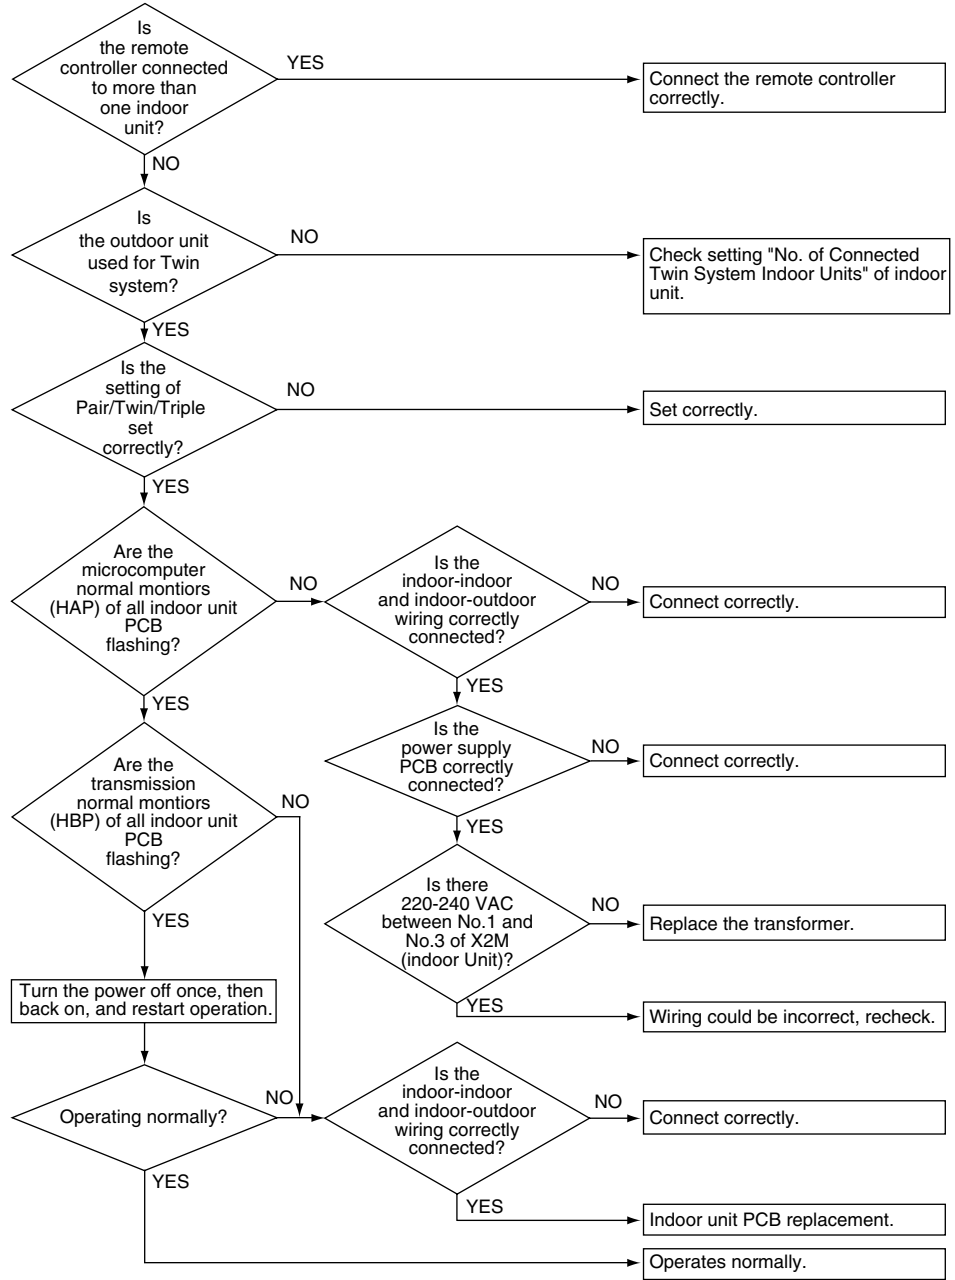 Is
the remote
controller connected
to more than
one indoor
unit?
YES
Connect the remote controller
correctly.
NO
Is
the outdoor unit
used for Twin
system?
NO
Check setting "No. of Connected
Twin System Indoor Units" of indoor
unit.
YES
Is the
setting of
Pair/Twin/Triple
set
correctly?
NO
Set correctly.
YES
Are the
microcomputer
normal montiors
(HAP) of all indoor unit
PCB
flashing?
NO
Is the
indoor-indoor
and indoor-outdoor
wiring correctly
connected?
NO
Connect correctly.
YES
YES
Is the
power supply
PCB correctly
connected?
NO
Connect correctly.
Are the
transmission
normal montiors
(HBP) of all indoor unit
PCB
flashing?
NO
YES
Is there
220-240 VAC
between No.1 and
No.3 of X2M
(indoor Unit)?
NO
Replace the transformer.
YES
YES
Wiring could be incorrect, recheck.
Turn the power off once, then
back on, and restart operation.
Operating normally?
NO
Is the
indoor-indoor
and indoor-outdoor
wiring correctly
connected?
NO
Connect correctly.
YES
YES
Indoor unit PCB replacement.
Operates normally.